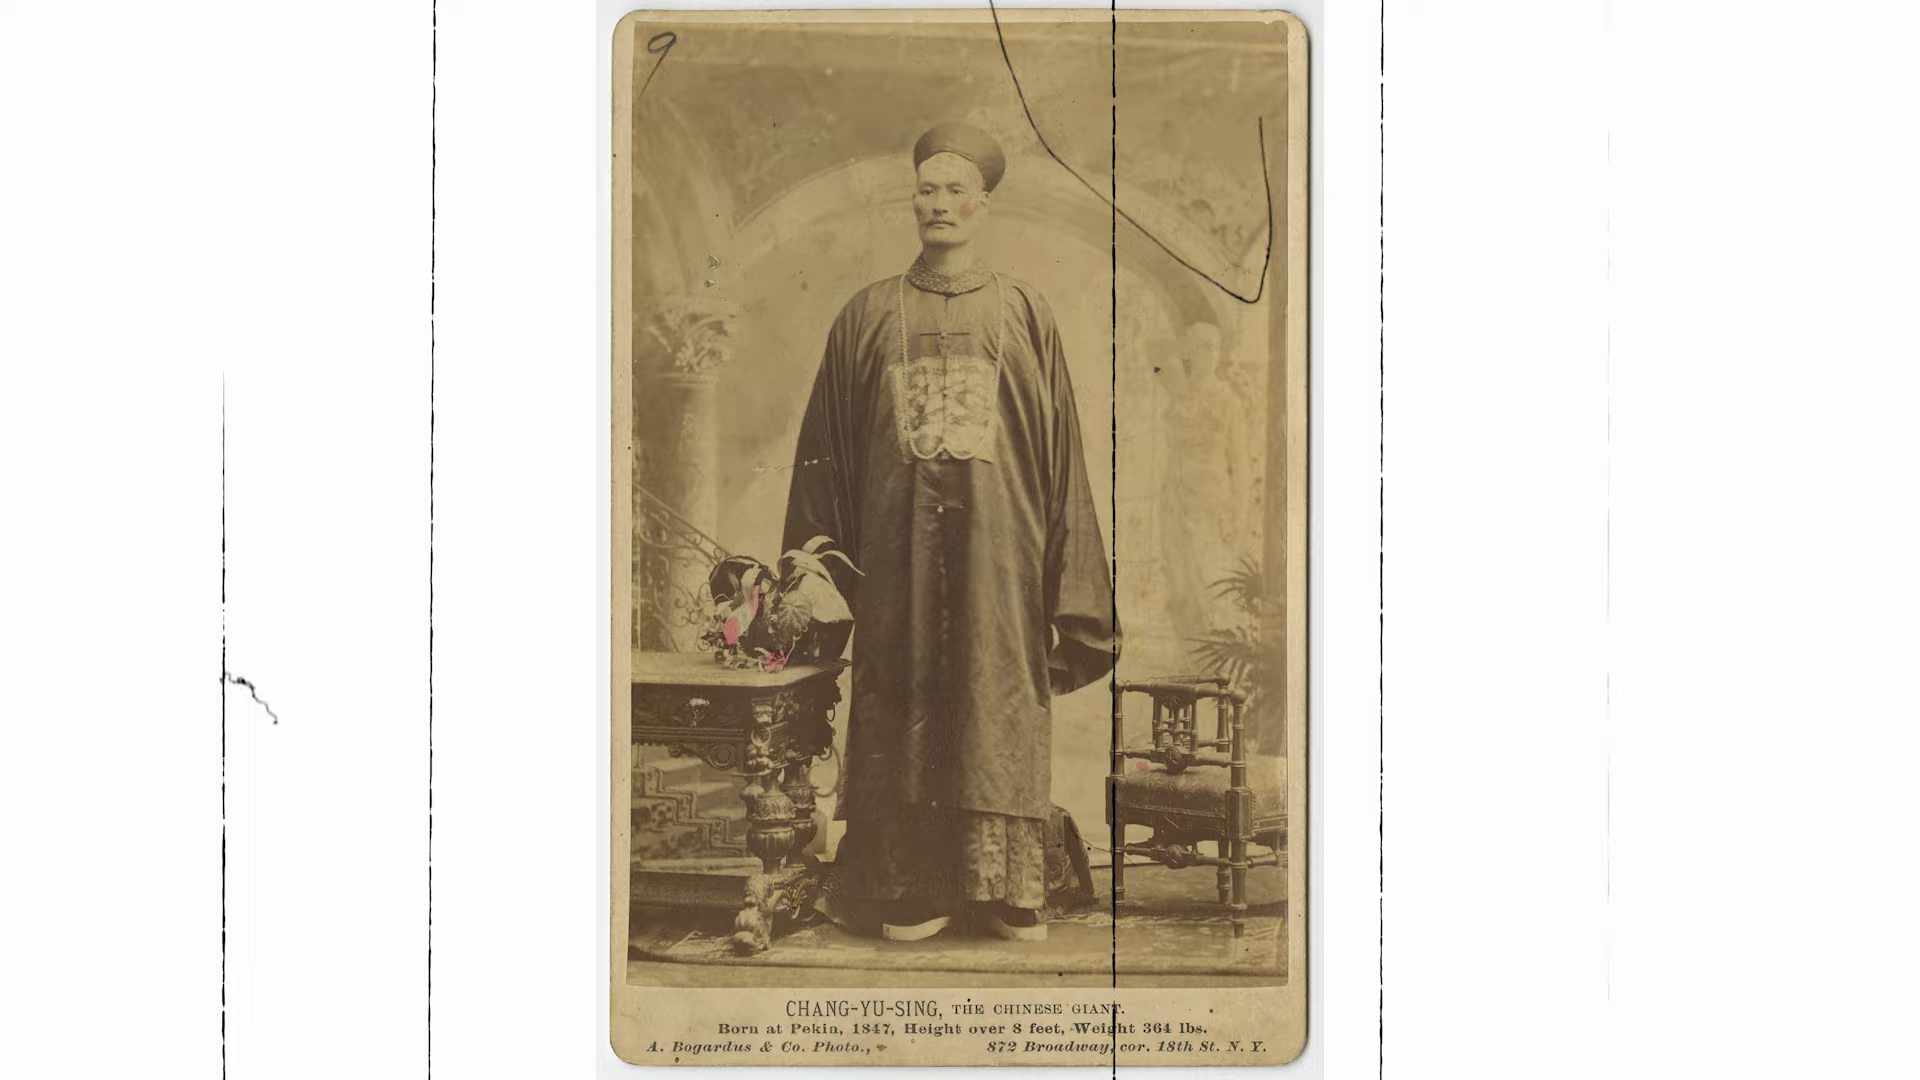 9
CHANG-YU-SING, THE CHINESE GIANT.
Born at Pekin, 1847, Height over 8 feet, Weight 364 lbs.
A. Bogardus & Co. Photo., 872 Broadway, cor. 18th St. N. Y.